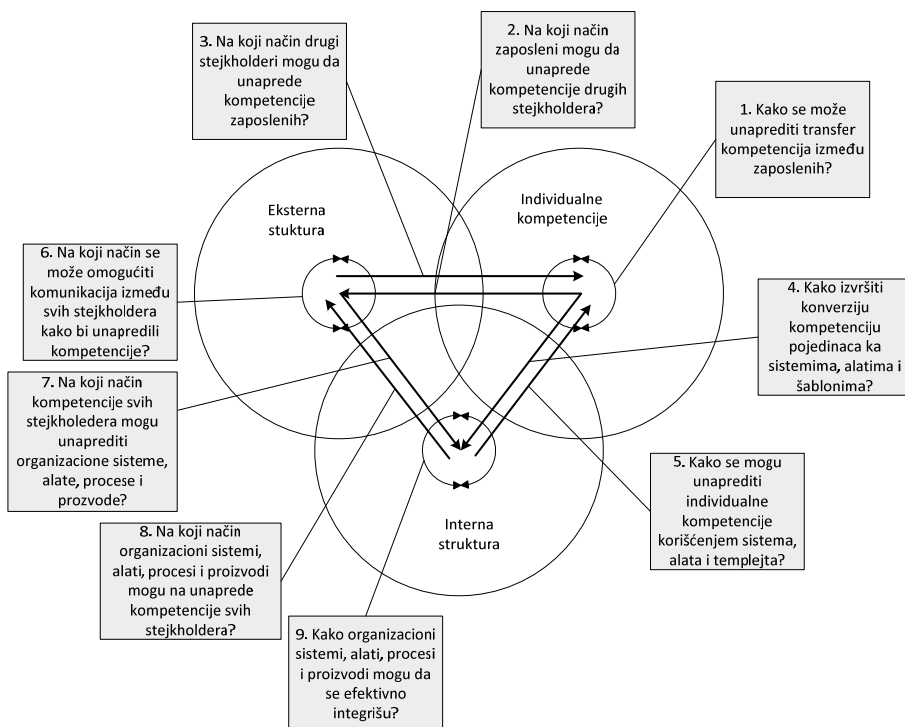 3. Na koji način drugi
stejkholderi mogu da
unaprede
kompetencije
zaposlenih?
2. Na koji način
zaposleni mogu da
unaprede
kompetencije drugih
stejkholdera?
1. Kako se može
unaprediti transfer
kompetencija između
zaposlenih?
Eksterna
stuktura
Individualne
kompetencije
6. Na koji način se
može omogućiti
komunikacija između
svih stejkholdera
kako bi unapredili
kompetencije?
4. Kako izvršiti
konverziju
kompetenciju
pojedinaca ka
sistemima, alatima i
šablonima?
7. Na koji način
kompetencije svih
stejkholedera mogu
unaprediti
organizacione sisteme,
alate, procese i
prozvode?
5. Kako se mogu
unaprediti
individualne
kompetencije
korišćenjem sistema,
alata i templejta?
Interna
struktura
8. Na koji način
organizacioni sistemi,
alati, procesi i proizvodi
mogu na unaprede
kompetencije svih
stejkholdera?
9. Kako organizacioni
sistemi, alati, procesi
i proizvodi mogu da
se efektivno
integrišu?